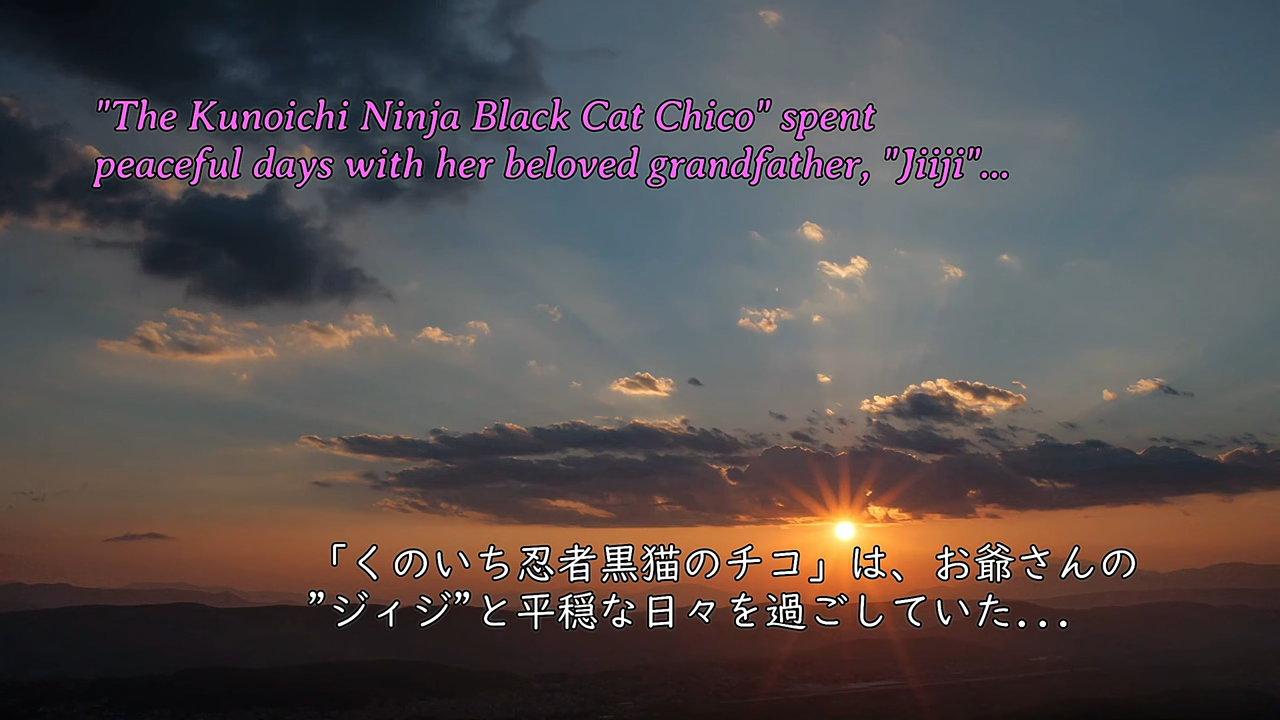 "The Kunoichi Ninja Black Cat Chico" spent
peaceful days with her beloved grandfather, "Jiiji"...
「くのいち忍者黒猫のチコ」は、お爺さんの
”ジィジ”と平穏な日々を過ごしていた...